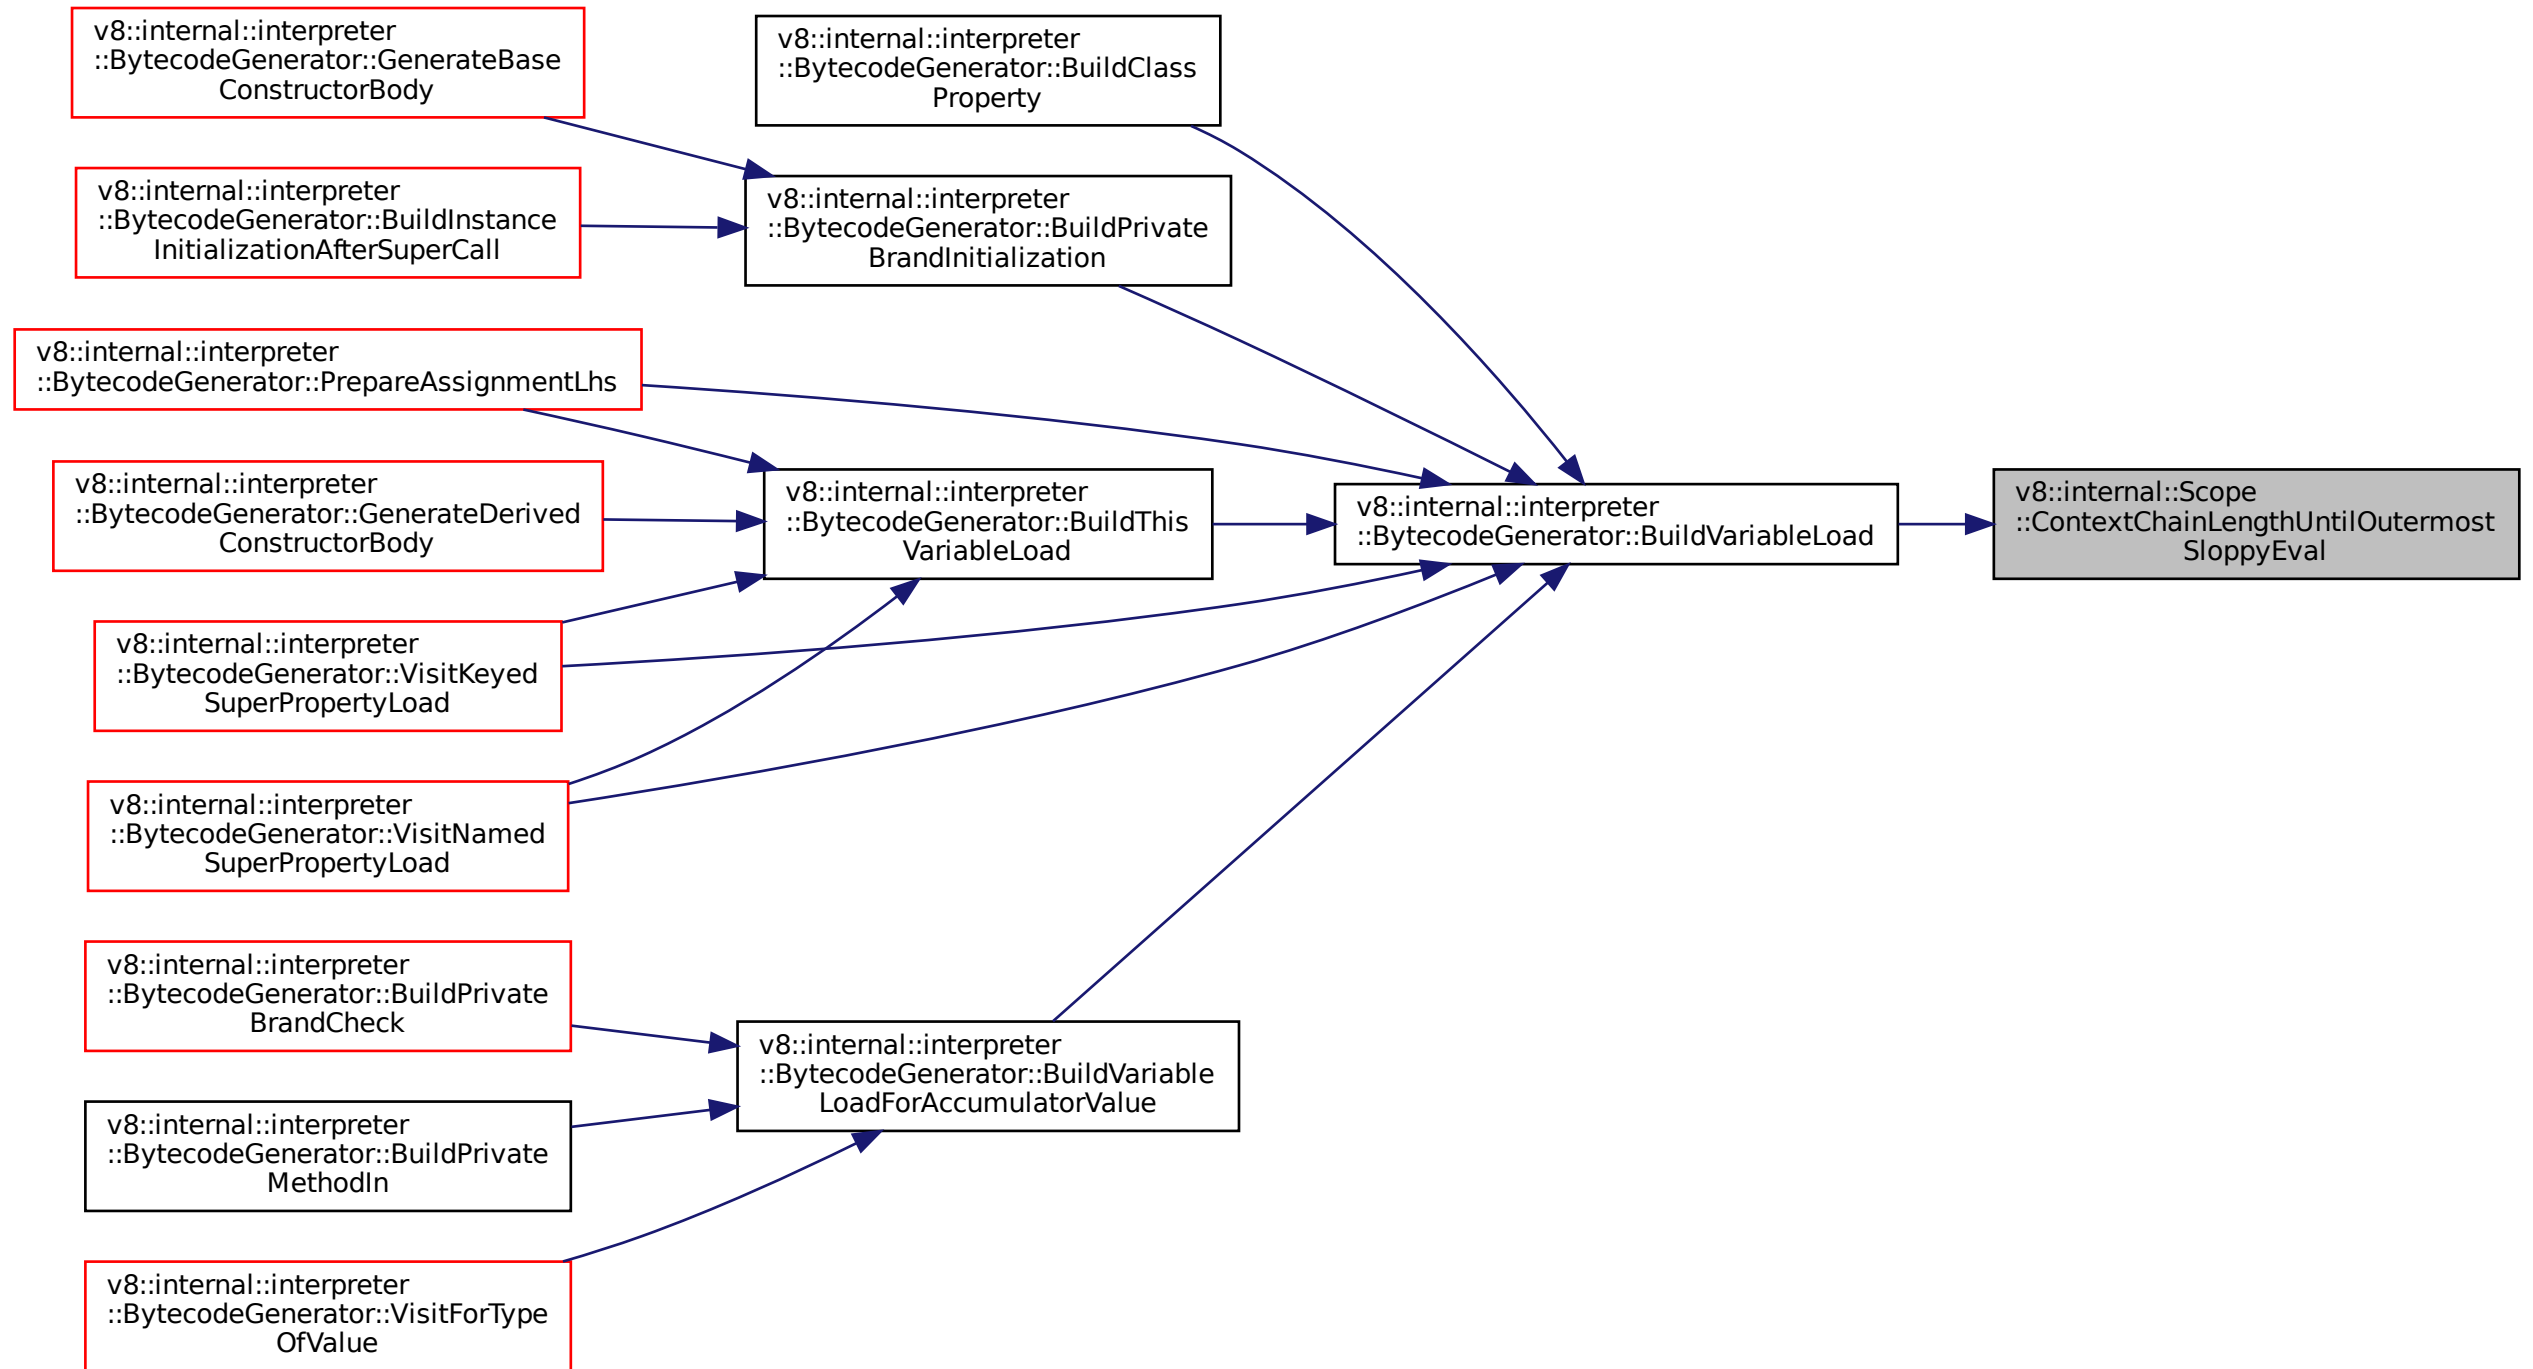 v8::internal::interpreter
::BytecodeGenerator::GenerateBase
ConstructorBody
v8::internal::interpreter
::BytecodeGenerator::BuildInstance
InitializationAfterSuperCall
v8::internal::interpreter
::BytecodeGenerator::PrepareAssignmentLhs
v8::internal::interpreter
::BytecodeGenerator::GenerateDerived
ConstructorBody
v8::internal::interpreter
::BytecodeGenerator::VisitKeyed
SuperPropertyLoad
v8::internal::interpreter
::BytecodeGenerator::VisitNamed
SuperPropertyLoad
v8::internal::interpreter
::BytecodeGenerator::BuildPrivate
BrandCheck
v8::internal::interpreter
::BytecodeGenerator::BuildPrivate
MethodIn
v8::internal::interpreter
::BytecodeGenerator::VisitForType
OfValue
v8::internal::interpreter
::BytecodeGenerator::BuildClass
Property
v8::internal::interpreter
::BytecodeGenerator::BuildPrivate
BrandInitialization
v8::internal::interpreter
::BytecodeGenerator::BuildThis
VariableLoad
v8::internal::interpreter
::BytecodeGenerator::BuildVariable
LoadForAccumulatorValue
v8::internal::interpreter
::BytecodeGenerator::BuildVariableLoad
v8::internal::Scope
::ContextChainLengthUntilOutermost
SloppyEval